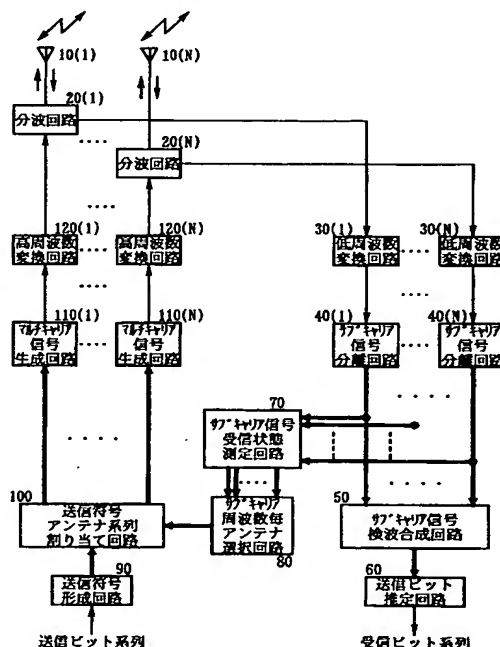 10(1)
10(N)
20(1)
分波回路
20(N)
分波回路
120(1)
120(N)
30(1)
30(N)
高周波数
変換回路
高周波数
変換回路
低周波数
変換回路
低周波数
変換回路
110(1)
110(N)
40(1)
40(N)
マルチキャリア
信号
生成回路
マルチキャリア
信号
生成回路
サブキャリア
信号
分離回路
サブキャリア
信号
分離回路
70
サブキャリア信号
受信状態
測定回路
100
送信符号
アンテナ系列
割り当て回路
サブキャリア
周波数毎
アンテナ
選択回路
80
50
サブキャリア信号
検波合成回路
90
送信符号
形成回路
60
送信ビット
推定回路
送信ビット系列
受信ビット系列